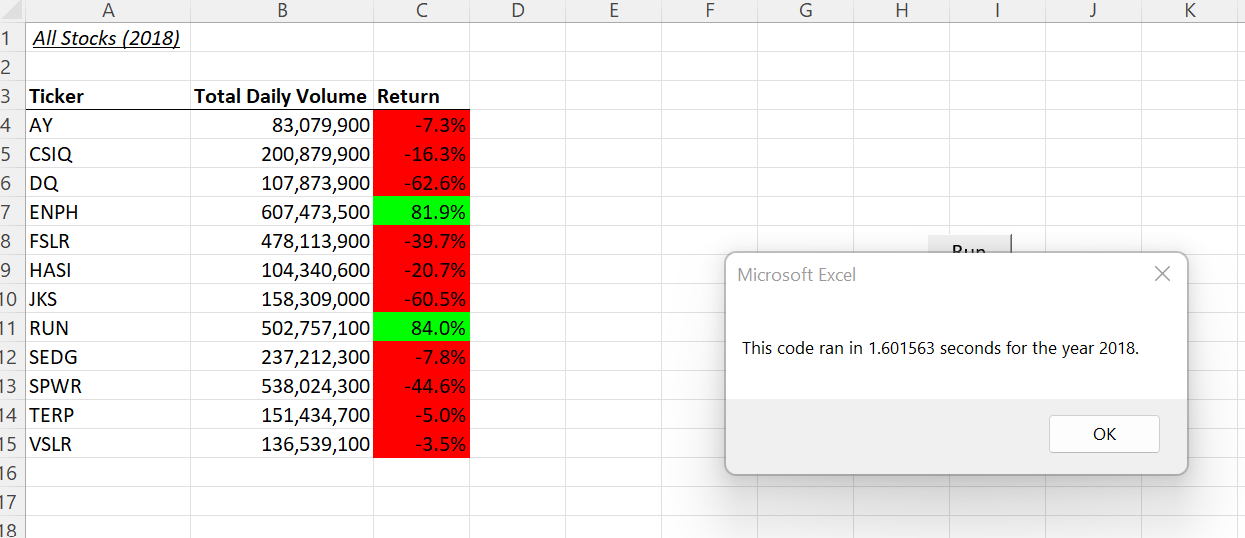 A B C D E F G H I J K
1 All Stocks (2018)
2
3 Ticker Total Daily Volume Return
4 AY 83,079,900 -7.3%
5 CSIQ 200,879,900 -16.3%
6 DQ 107,873,900 -62.6%
7 ENPH 607,473,500 81.9%
8 FSLR 478,113,900 -39.7%
Run
9 HASI 104,340,600 -20.7%
Microsoft Excel
10 JKS 158,309,000 -60.5%
11 RUN 502,757,100 84.0%
12 SEDG 237,212,300 -7.8%
This code ran in 1.601563 seconds for the year 2018.
13 SPWR 538,024,300 -44.6%
14 TERP 151,434,700 -5.0%
15 VSLR 136,539,100 -3.5%
OK
16
17
18